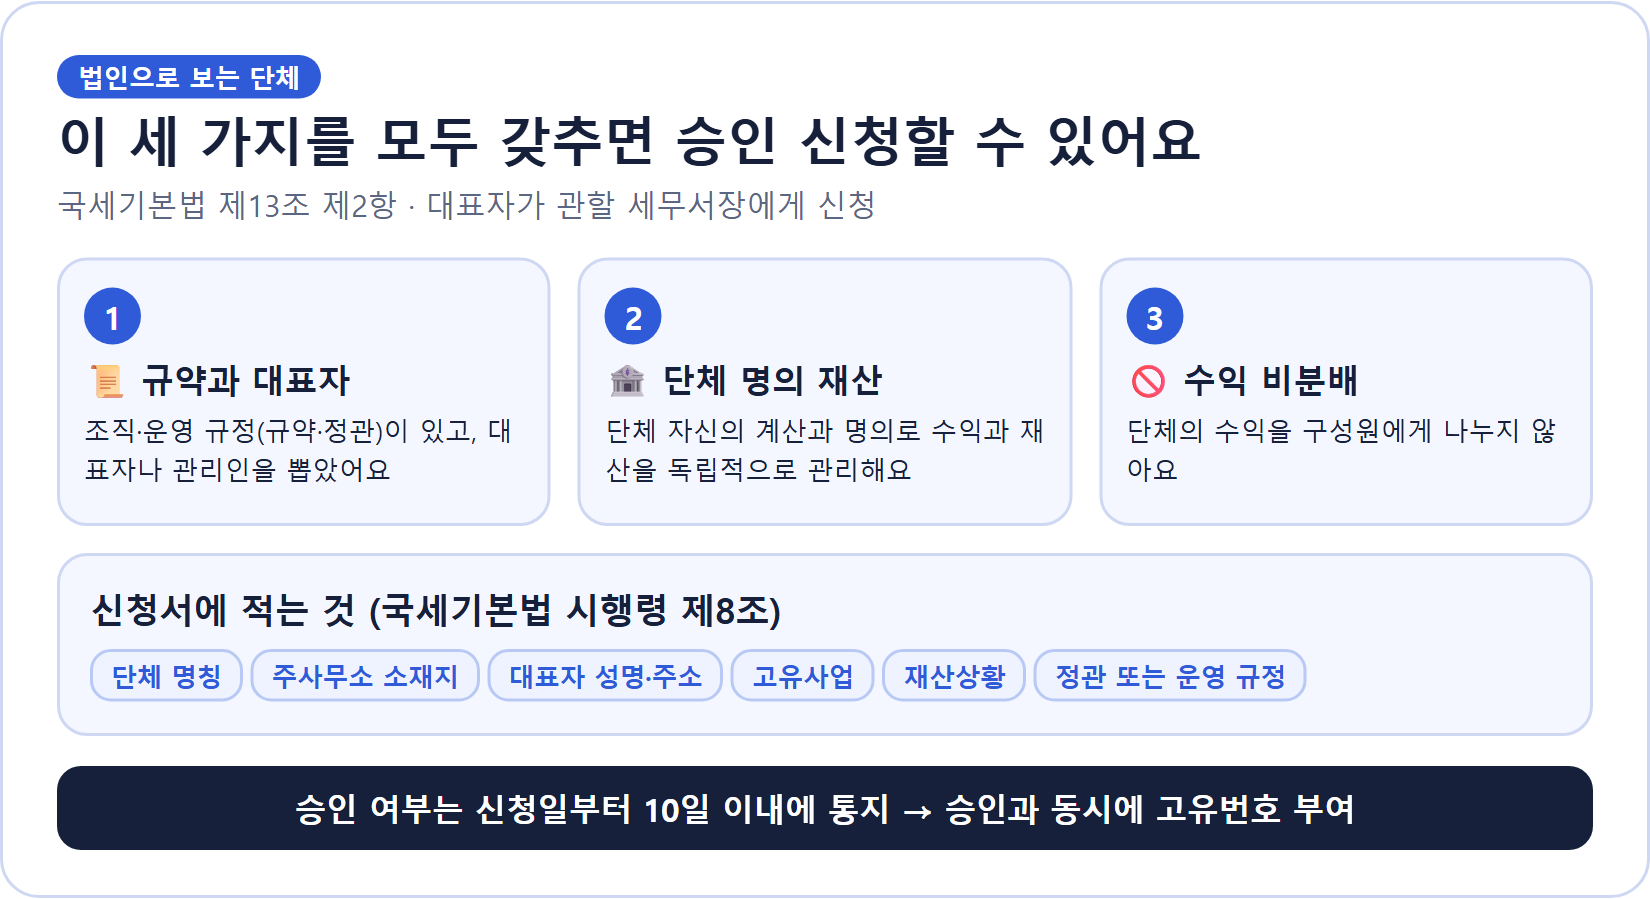 법인으로 보는 단체
이 세 가지를 모두 갖추면 승인 신청할 수 있어요
국세기본법 제13조 제2항 · 대표자가 관할 세무서장에게 신청
1
규약과 대표자
조직·운영 규정(규약·정관)이 있고, 대
표자나 관리인을 뽑았어요
2
단체 명의 재산
단체 자신의 계산과 명의로 수익과 재
산을 독립적으로 관리해요
3
수익 비분배
단체의 수익을 구성원에게 나누지 않
아요
신청서에 적는 것 (국세기본법 시행령 제8조)
단체 명칭 주사무소 소재지 대표자 성명·주소 고유사업 재산상황 정관 또는 운영 규정
승인 여부는 신청일부터 10일 이내에 통지 → 승인과 동시에 고유번호 부여